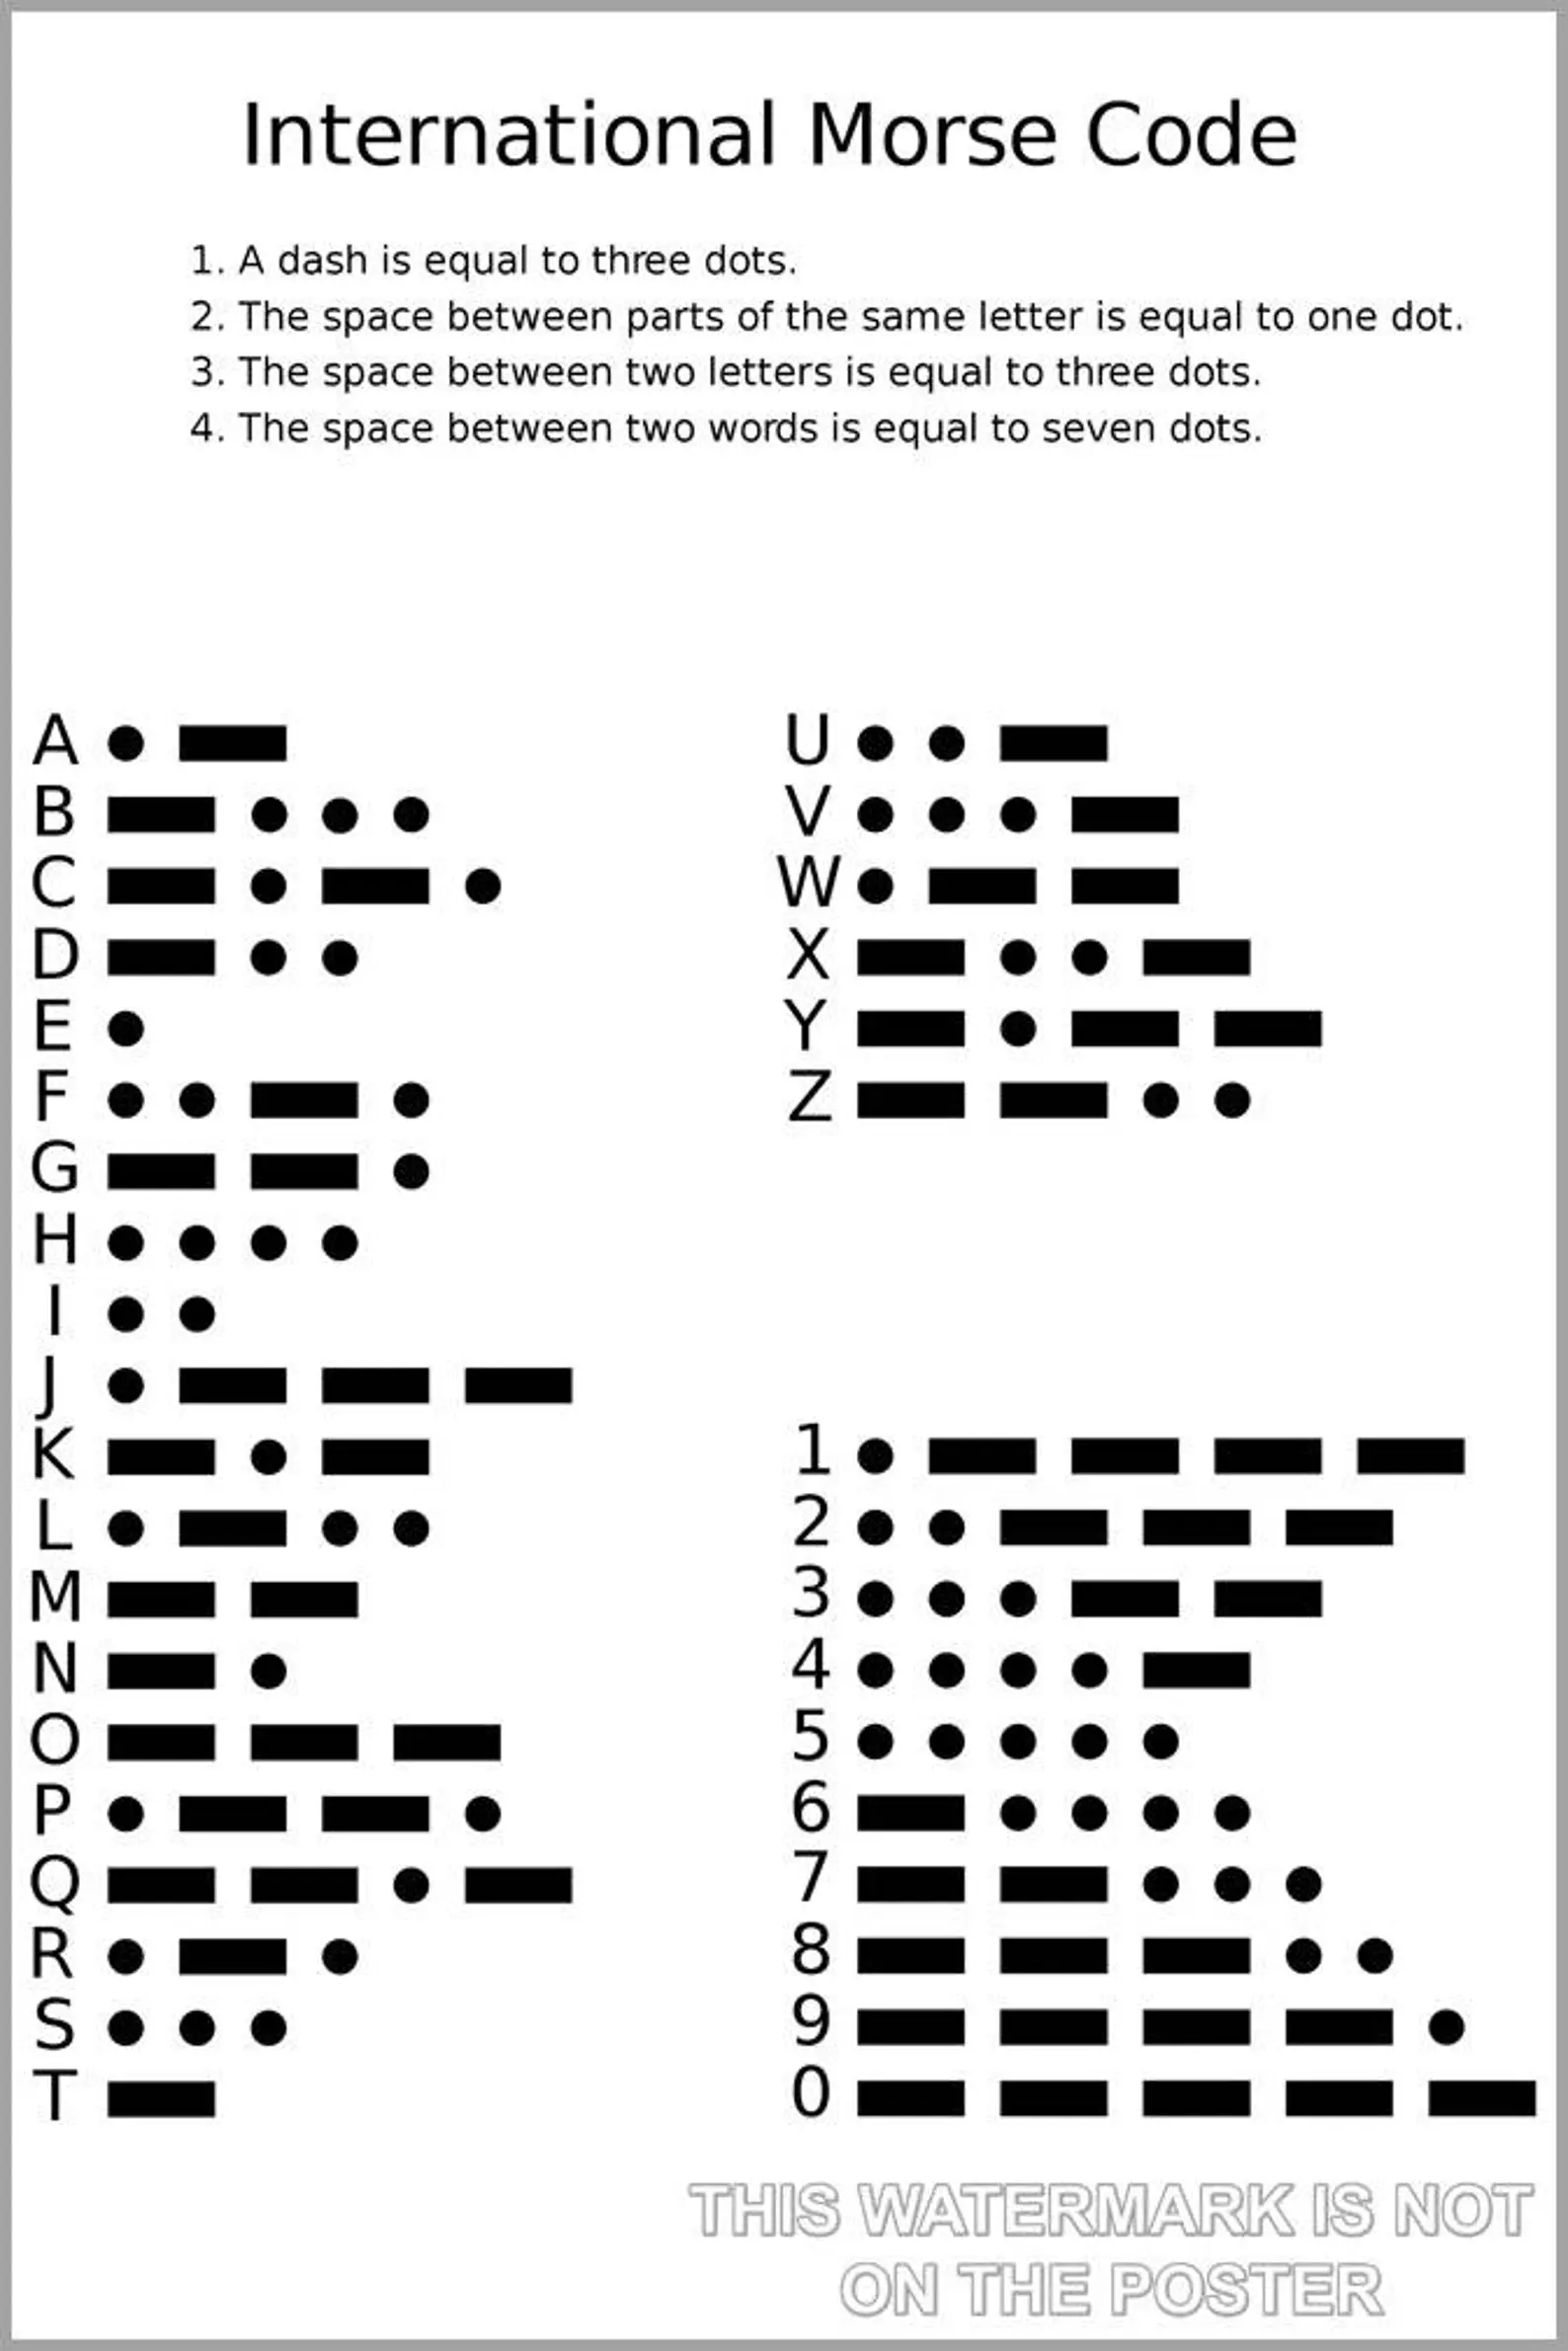 International Morse Code
1. A dash is equal to three dots.
2. The space between parts of the same letter is equal to one dot.
3. The space between two letters is equal to three dots.
4. The space between two words is equal to seven dots.
A
B
C
D
E
F
G
H
I
J
K
L
M
N
O
P
Q
R
S
T
U
V
W
X
Y
Z
1
2
3
4
5
6
7
8
9
0
THIS WATERMARK IS NOT
ON THE POSTER